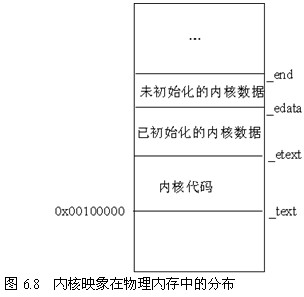 …
_end
未初始化的内核数据
_edata
已初始化的内核数据
_etext
内核代码
0x00100000
_text
图 6.8 内核映象在物理内存中的分布